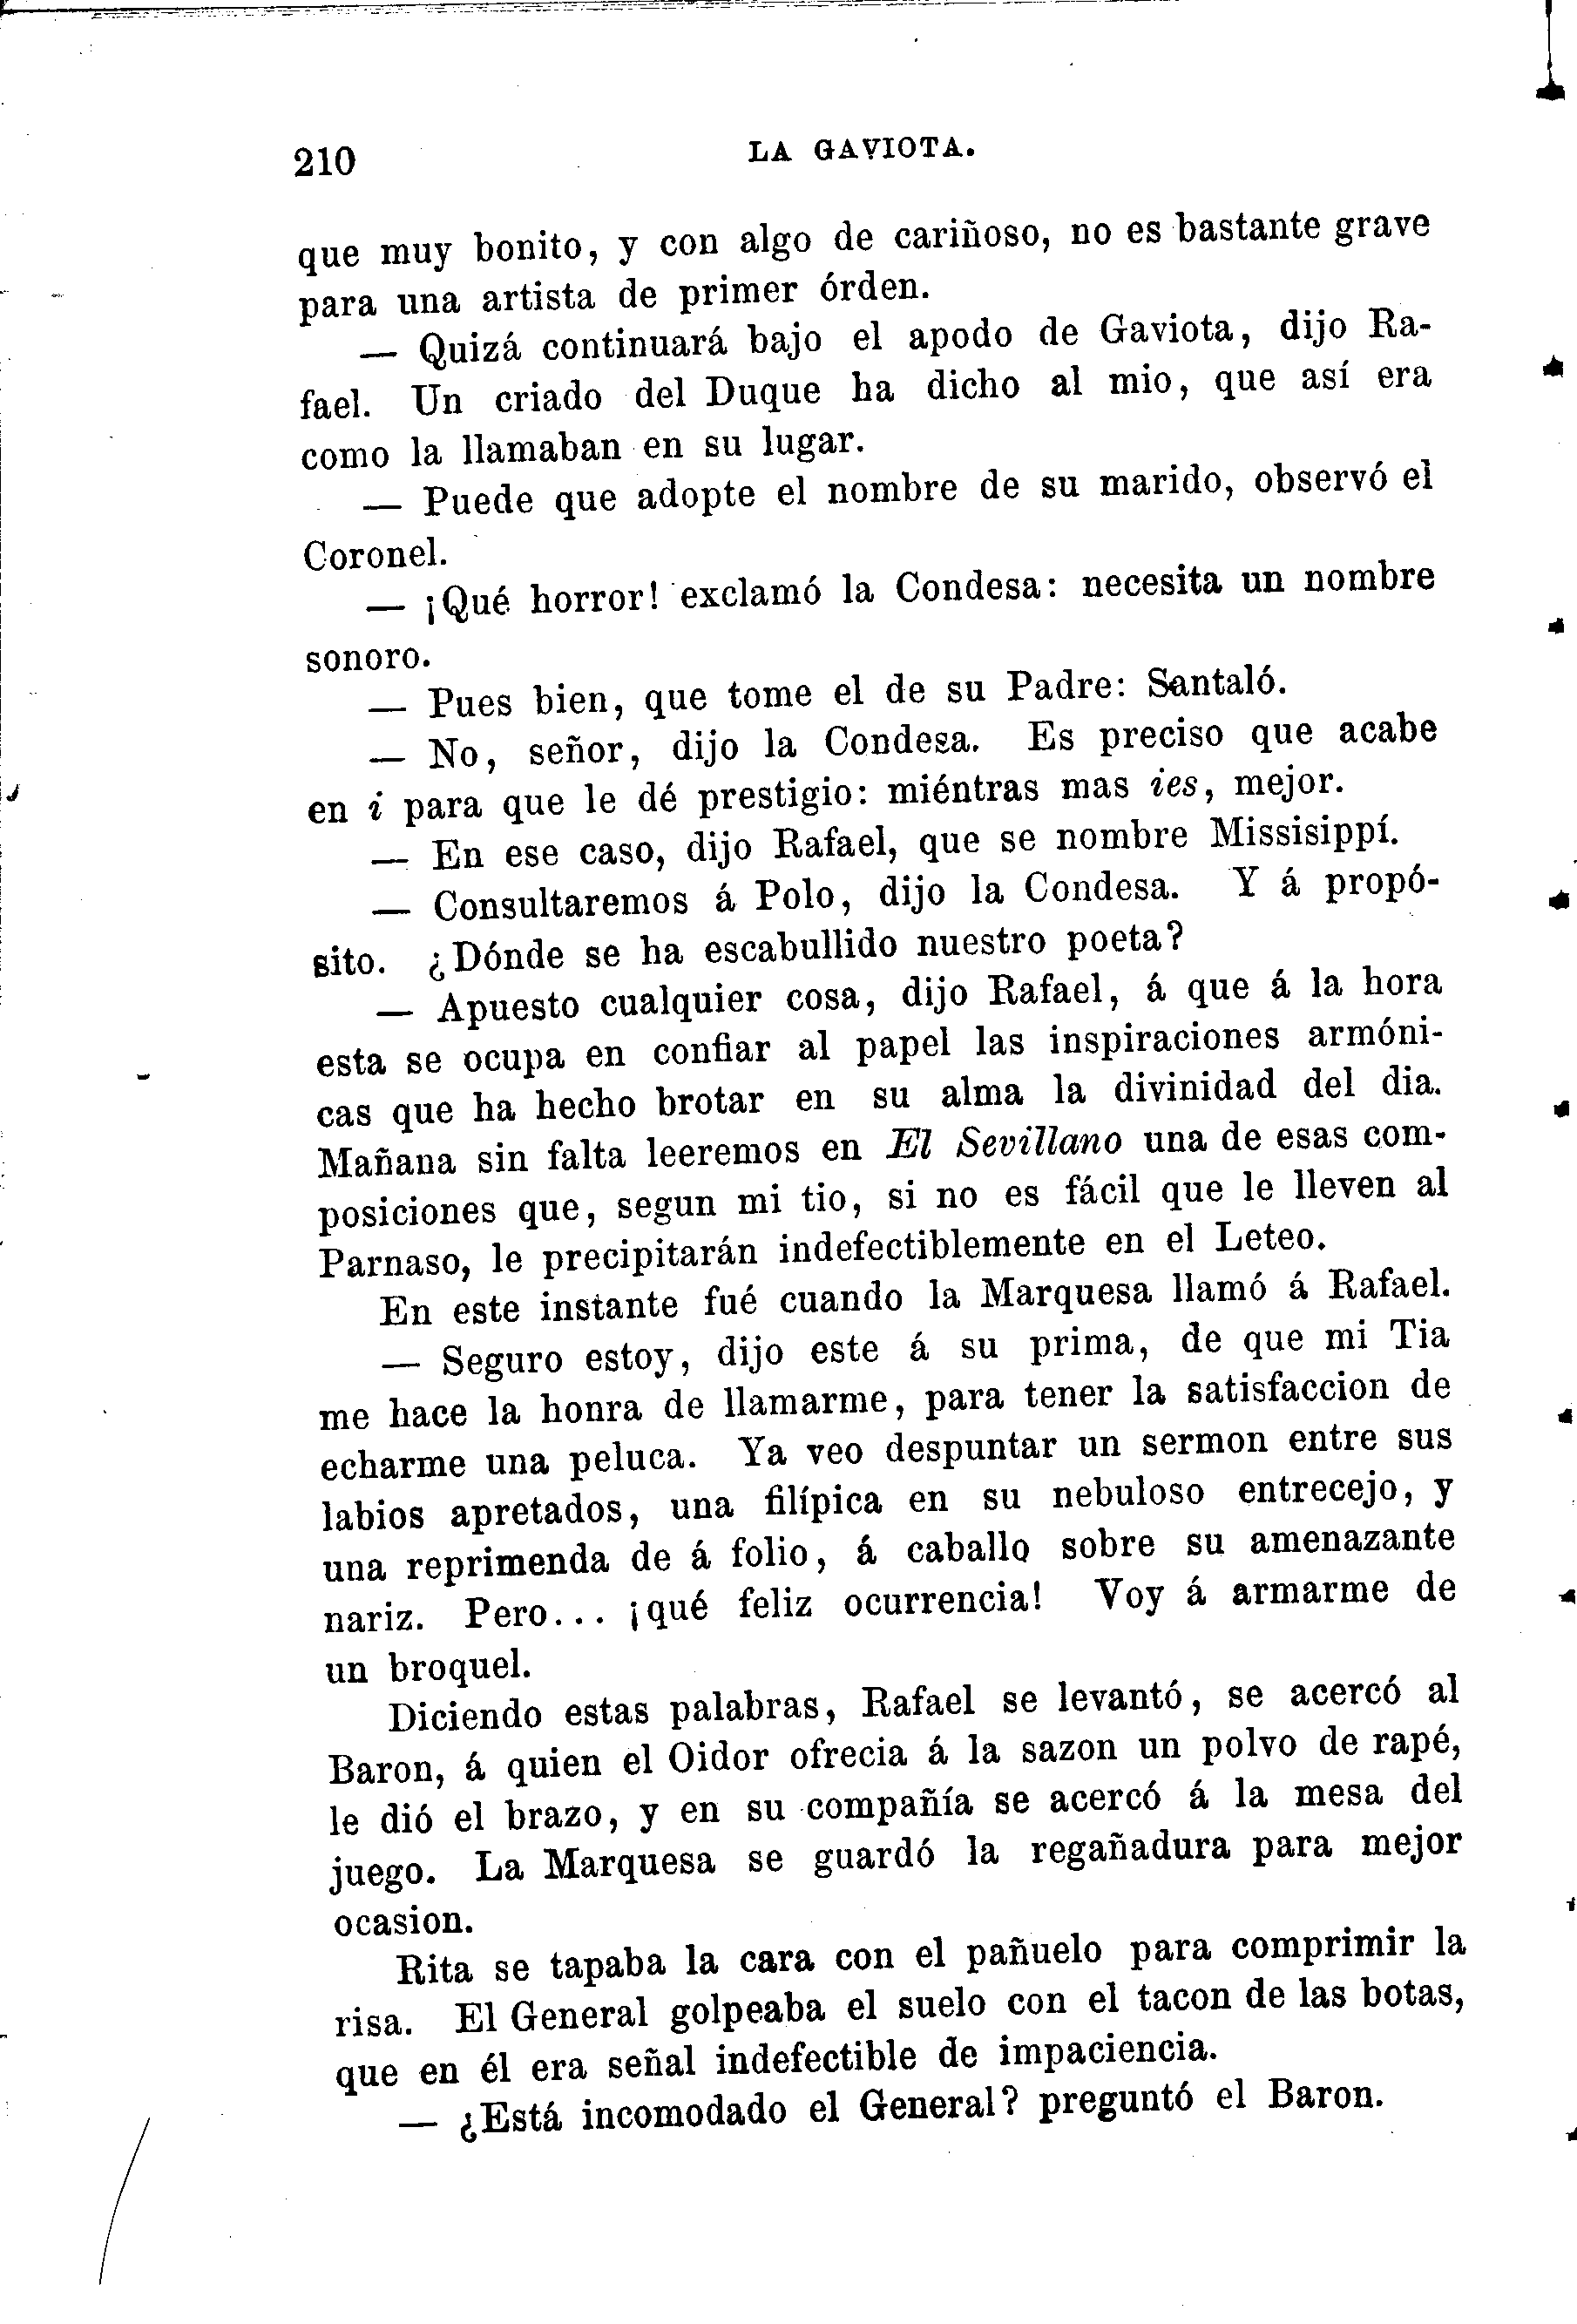 210
LA GAVIOTA.
que muy bonito, y con algo de cariñoso, no es bastante grave
para una artista de primer órden.
— Quizá continuará bajo el apodo de Gaviota, dijo Ra-
fael. Un criado del Duque ha dicho al mio, que así era
como la llamaban en su lugar.
— Puede que adopte el nombre de su marido, observó el
Coronel.
— ¡Qué horror! exclamó la Condesa: necesita un nombre
sonoro.
— Pues bien, que tome el de su Padre: Santaló.
— No, señor, dijo la Condesa. Es preciso que acabe
en i para que le dé prestigio: miéntras mas ies, mejor.
— En ese caso, dijo Rafael, que se nombre Missisippí.
— Consultaremos á Polo, dijo la Condesa. Y á propó-
sito. ¿Dónde se ha escabullido nuestro poeta?
— Apuesto cualquier cosa, dijo Rafael, á que á la hora
esta se ocupa en confiar al papel las inspiraciones armóni-
cas que ha hecho brotar en su alma la divinidad del dia.
Mañana sin falta leeremos en El Sevillano una de esas com-
posiciones que, segun mi tio, si no es fácil que le lleven al
Parnaso, le precipitarán indefectiblemente en el Leteo.
En este instante fué cuando la Marquesa llamó á Rafael.
— Seguro estoy, dijo este á su prima, de que mi Tia
me hace la honra de llamarme, para tener la satisfaccion de
echarme una peluca. Ya veo despuntar un sermon entre sus
labios apretados, una filípica en su nebuloso entrecejo, y
una reprimenda de á folio, á caballo sobre su amenazante
nariz. Pero... ¡qué feliz ocurrencia! Voy á armarme de
un broquel.
Diciendo estas palabras, Rafael se levantó, se acercó al
Baron, á quien el Oidor ofrecia á la sazon un polvo de rapé,
le dió el brazo, y en su compañía se acercó á la mesa del
juego. La Marquesa se guardó la regañadura para mejor
ocasion.
Rita se tapaba la cara con el pañuelo para comprimir la
risa. El General golpeaba el suelo con el tacon de las botas,
que en él era señal indefectible de impaciencia.
— ¿Está incomodado el General? preguntó el Baron.